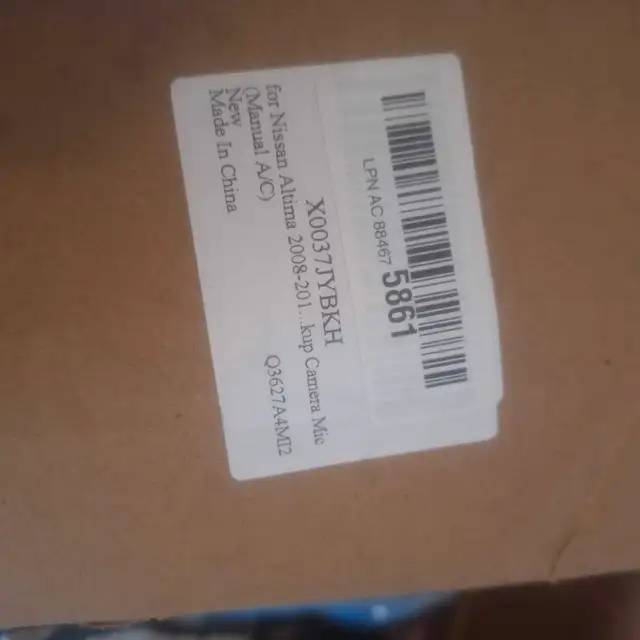 LPN AC 88467 5861
X0037JYBKH
for Nissan Altima 2008-201...kup Camera Mic
(Manual A/C)
New
Made In China
Q3627A4MI2